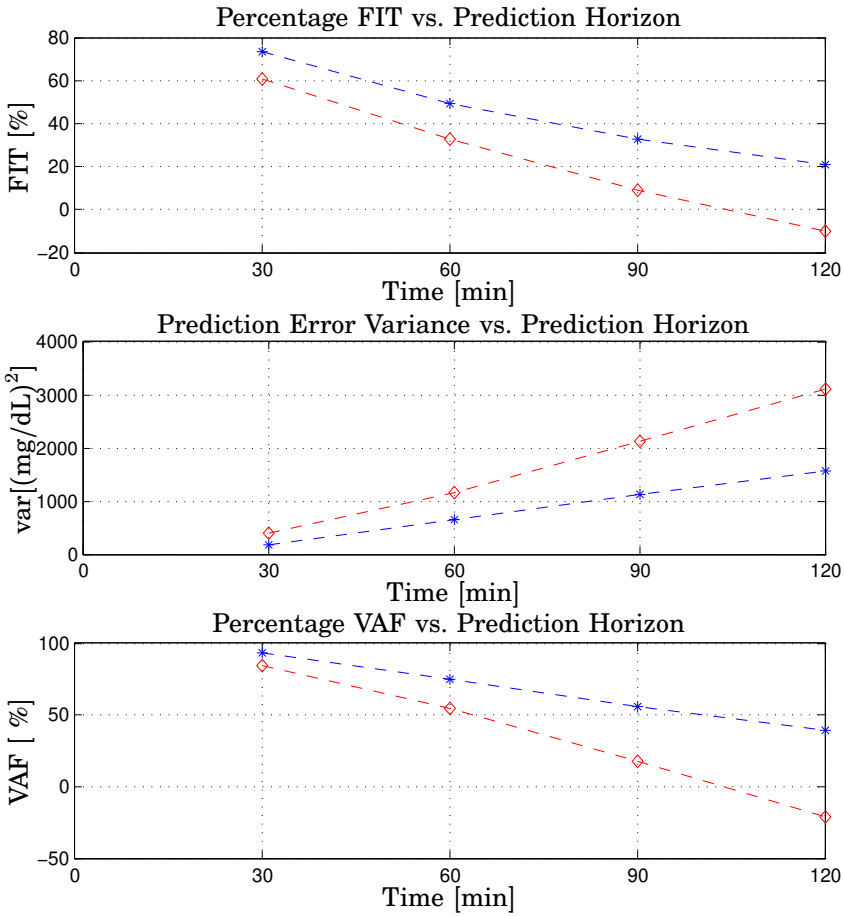 Percentage FIT vs. Prediction Horizon
FIT [%]
80
60
40
20
0
−20
0 30 60 90 120
Time [min]
Prediction Error Variance vs. Prediction Horizon
var[(mg/dL)²]
4000
3000
2000
1000
0
0 30 60 90 120
Time [min]
Percentage VAF vs. Prediction Horizon
VAF [ %]
100
50
0
−50
0 30 60 90 120
Time [min]